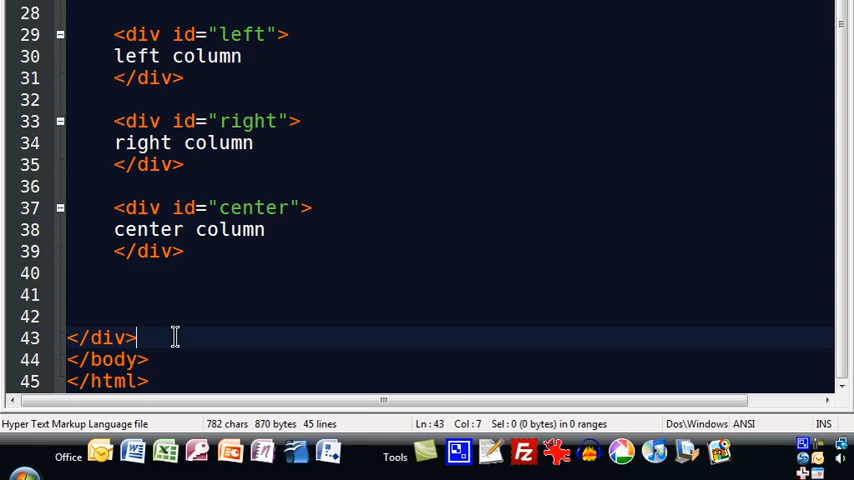 28
29 <div id="left">
30 left column
31 </div>
32
33 <div id="right">
34 right column
35 </div>
36
37 <div id="center">
38 center column
39 </div>
40
41
42
43 </div>
44 </body>
45 </html>
Hyper Text Markup Language file 782 chars 870 bytes 45 lines Ln : 43 Col : 7 Sel : 0 (0 bytes) in 0 ranges Dos\Windows ANSI INS
Office Tools